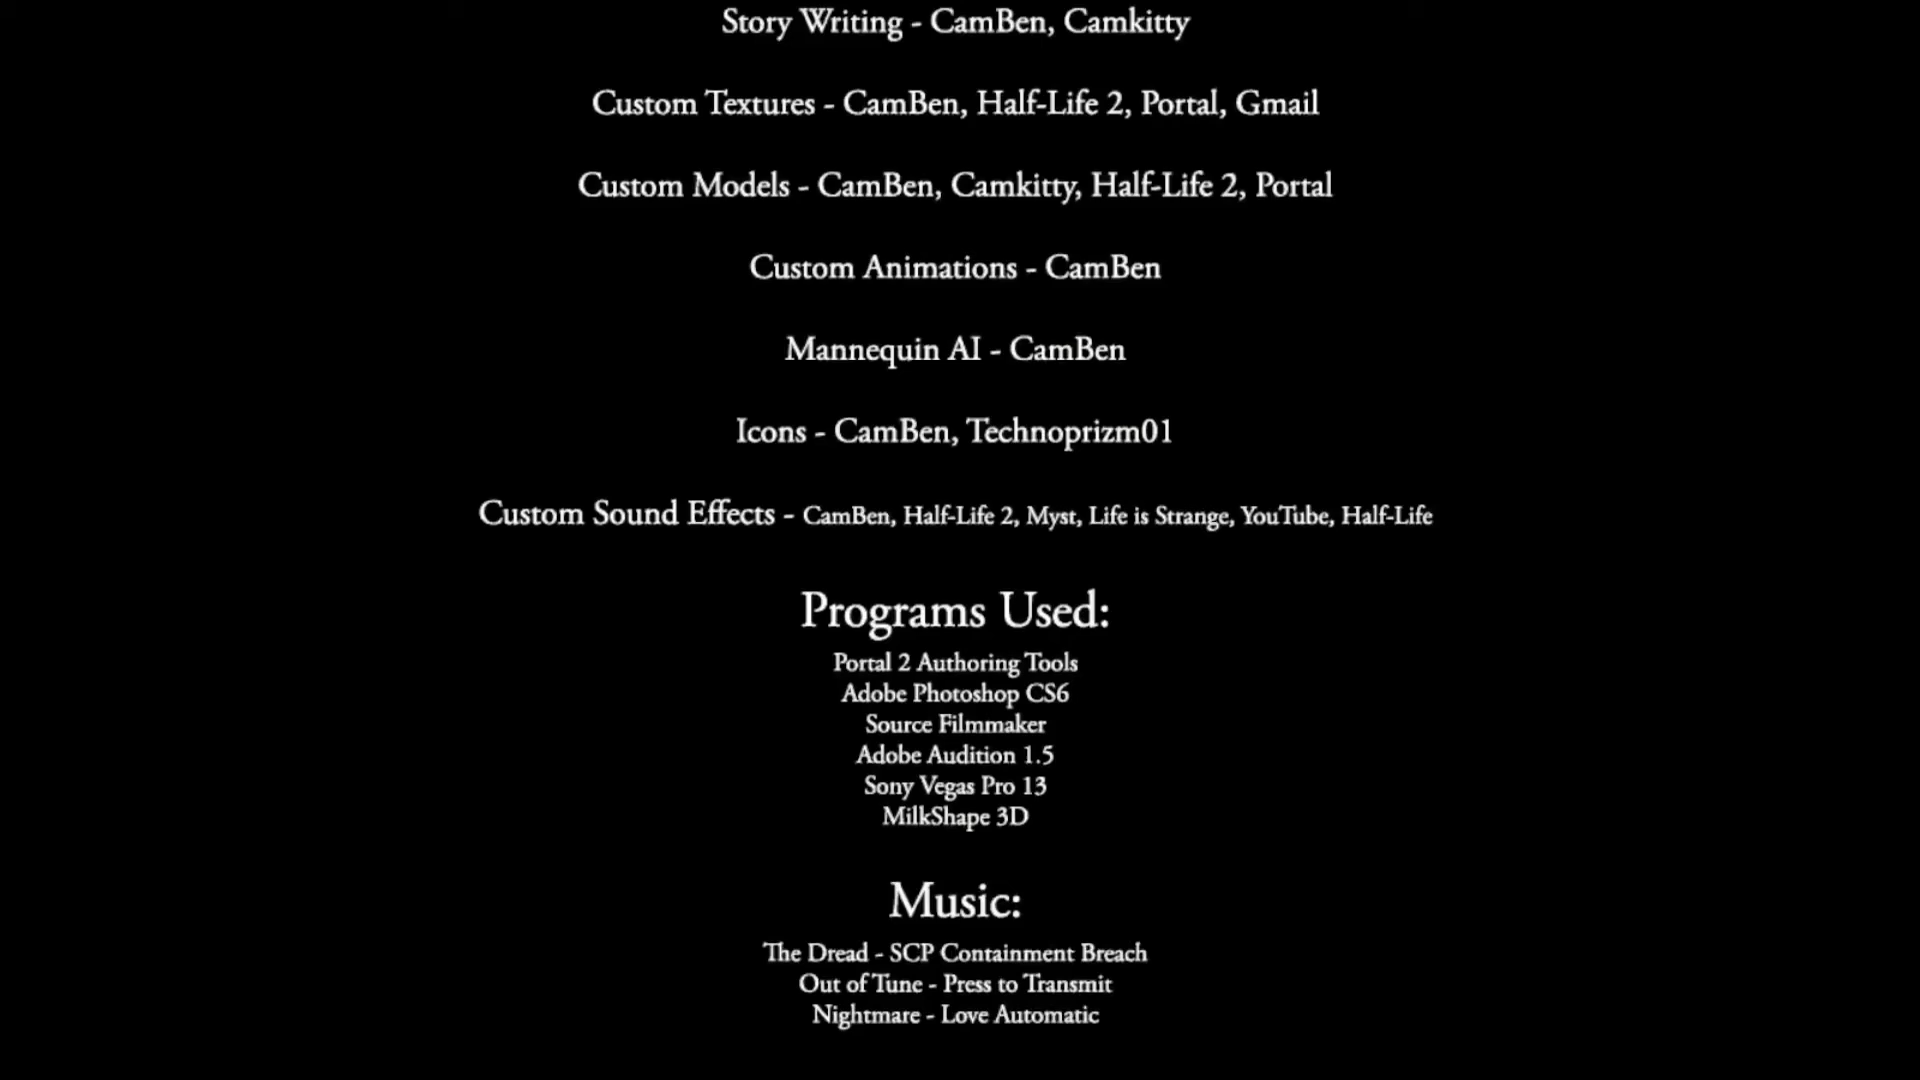 Story Writing - CamBen, Camkitty
Custom Textures - CamBen, Half-Life 2, Portal, Gmail
Custom Models - CamBen, Camkitty, Half-Life 2, Portal
Custom Animations - CamBen
Mannequin AI - CamBen
Icons - CamBen, Technoprizm01
Custom Sound Effects - CamBen, Half-Life 2, Myst, Life is Strange, YouTube, Half-Life
Programs Used:
Portal 2 Authoring Tools
Adobe Photoshop CS6
Source Filmmaker
Adobe Audition 1.5
Sony Vegas Pro 13
MilkShape 3D
Music:
The Dread - SCP Containment Breach
Out of Tune - Press to Transmit
Nightmare - Love Automatic